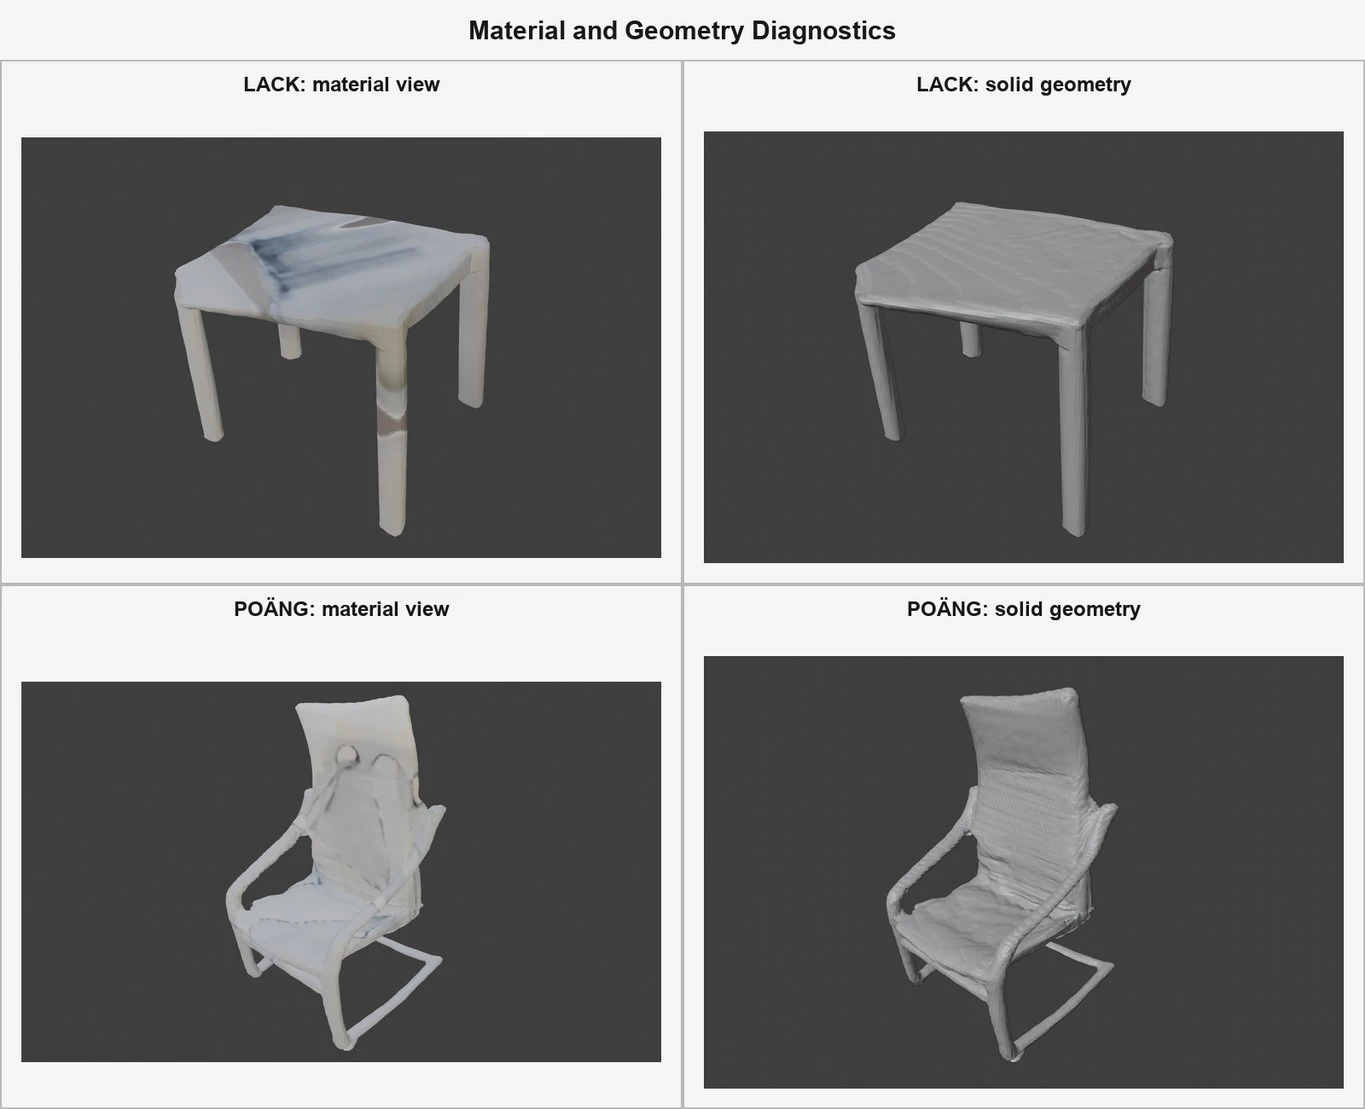 Material and Geometry Diagnostics
LACK: material view
LACK: solid geometry
POÄNG: material view
POÄNG: solid geometry